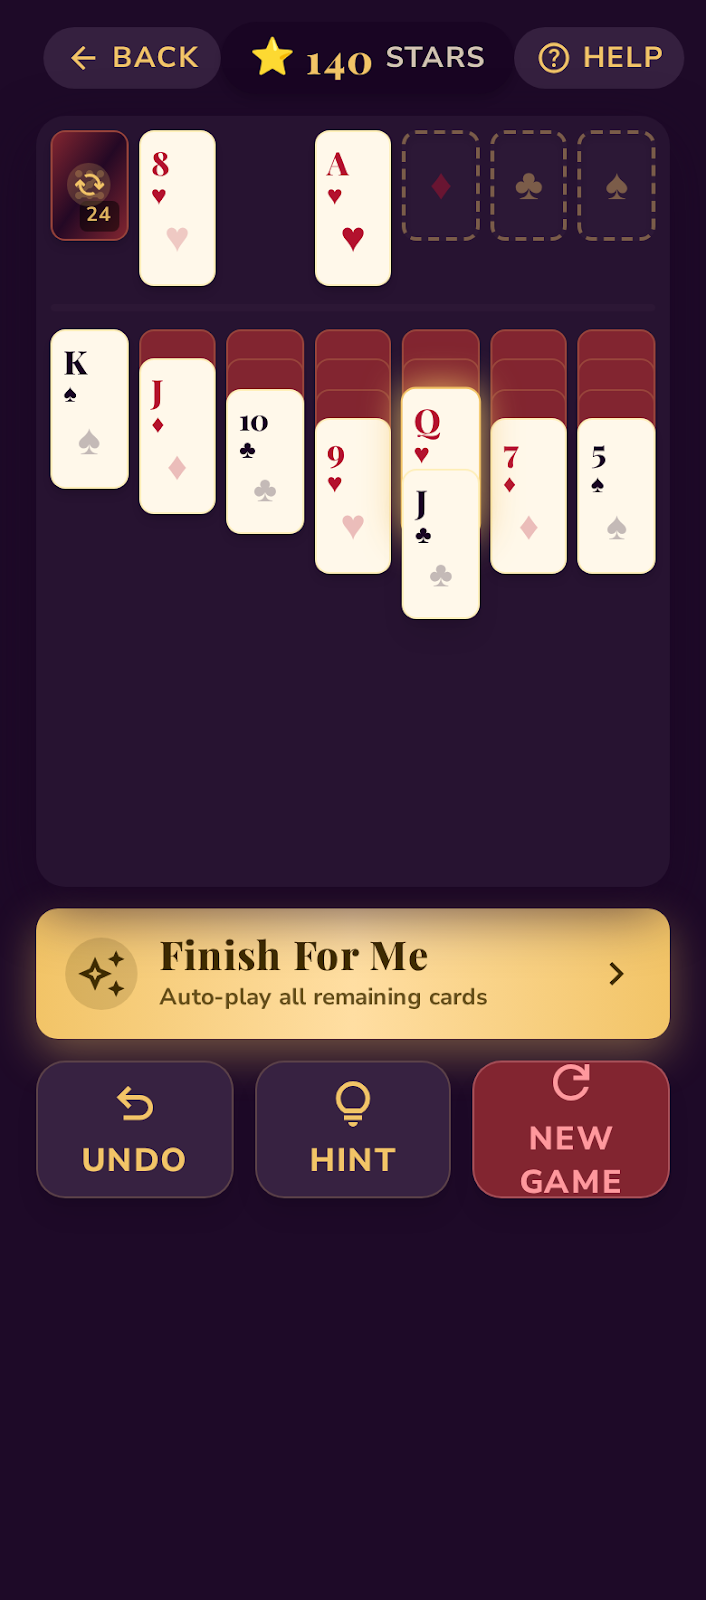 BACK
⭐ 140 STARS
HELP
24
8
♥
♥
A
♥
♥
♦
♣
♠
K
♠
♠
J
♦
♦
10
♣
♣
9
♥
♥
Q
♥
J
♣
♣
7
♦
♦
5
♠
♠
Finish For Me
Auto-play all remaining cards
UNDO
HINT
NEW
GAME